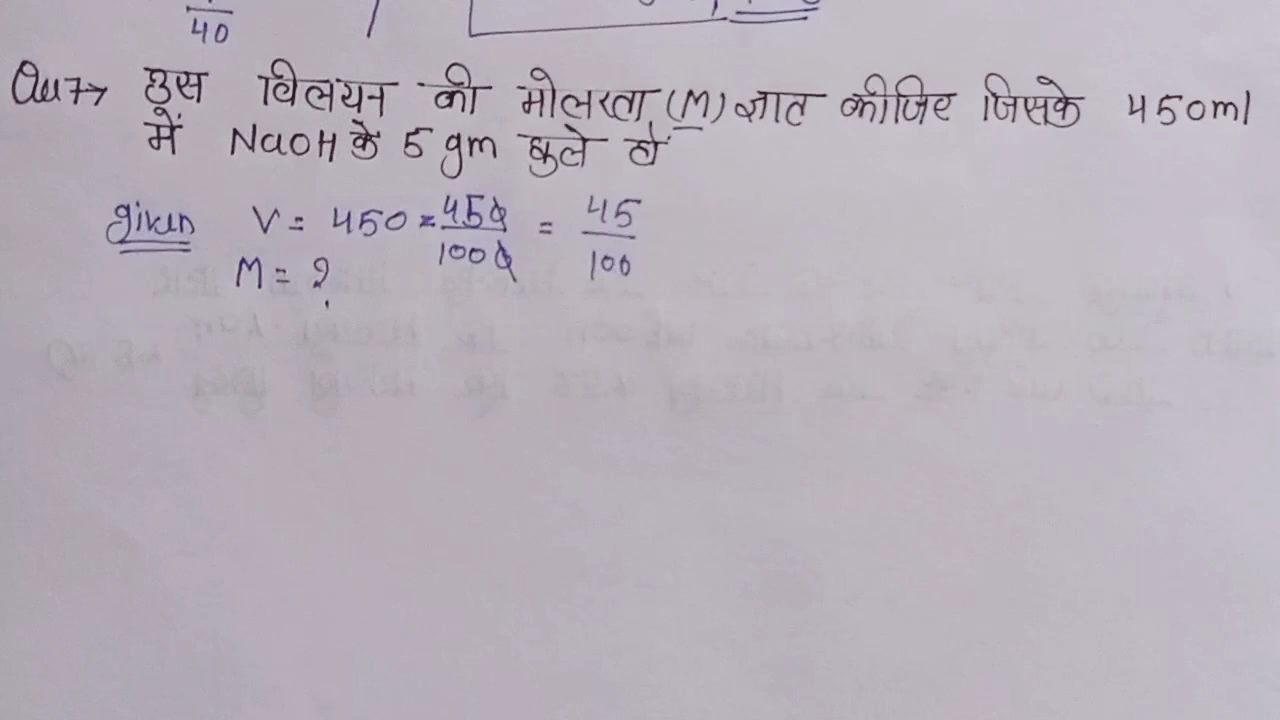 40
Qu7→ उस विलयन की मोलरता (M) ज्ञात कीजिए जिसके 450ml
में NaOH के 5 gm घुले हो
given V = 450 = 450/1000 = 45/100
M = ?